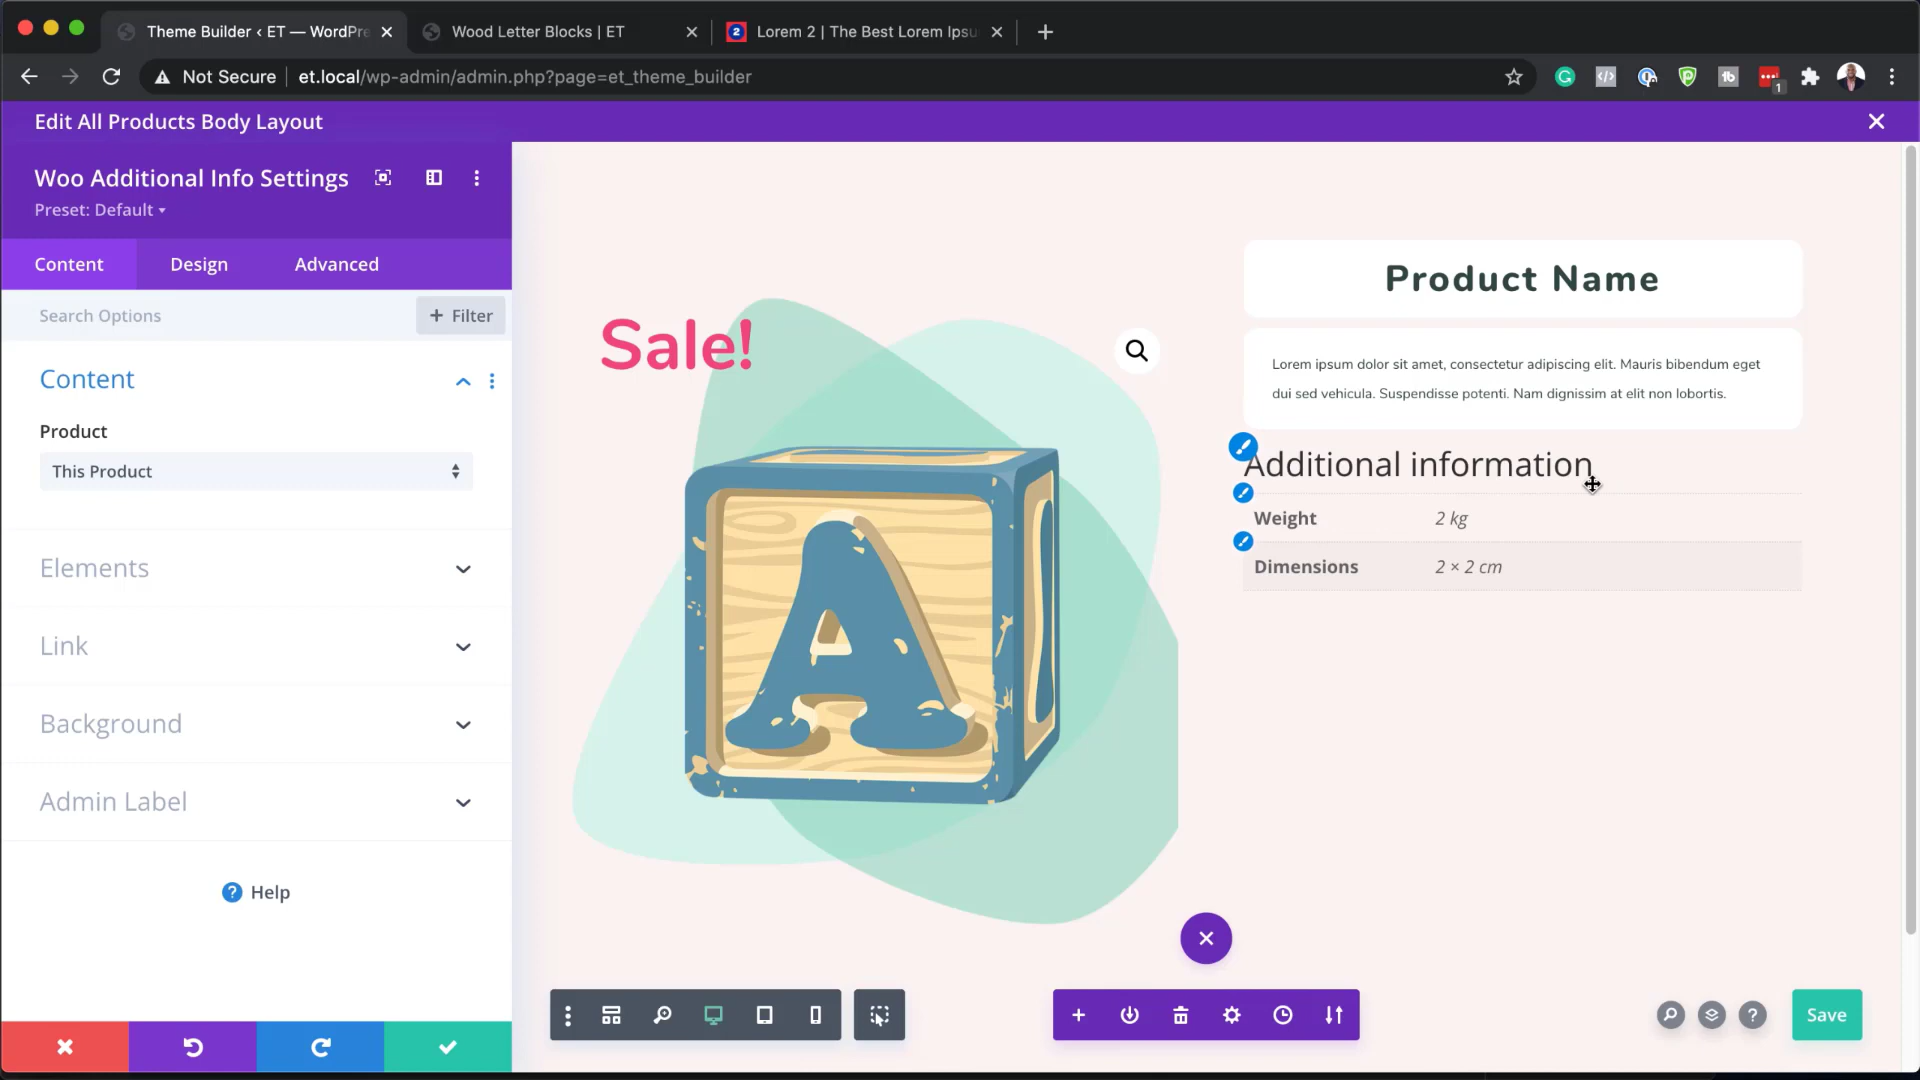 Theme Builder ‹ ET — WordPre
Wood Letter Blocks | ET
2
Lorem 2 | The Best Lorem Ipsu
Not Secure
et.local/wp-admin/admin.php?page=et_theme_builder
1
Edit All Products Body Layout
Woo Additional Info Settings
Preset: Default
Content
Design
Advanced
Search Options
+ Filter
Content
Product
This Product
Elements
Link
Background
Admin Label
? Help
Sale!
A
Product Name
Lorem ipsum dolor sit amet, consectetur adipiscing elit. Mauris bibendum eget
dui sed vehicula. Suspendisse potenti. Nam dignissim at elit non lobortis.
Additional information
Weight
2 kg
Dimensions
2 × 2 cm
?
Save